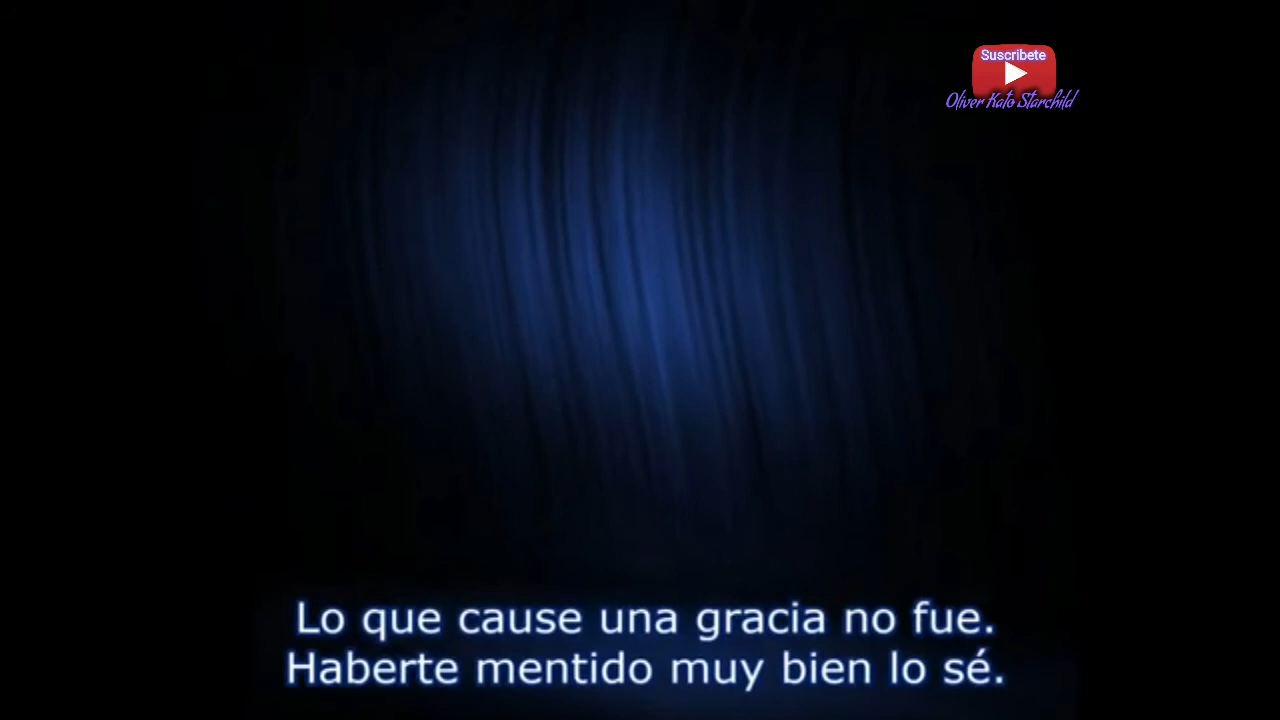 Suscribete
Oliver Kato Starchild
Lo que cause una gracia no fue.
Haberte mentido muy bien lo sé.